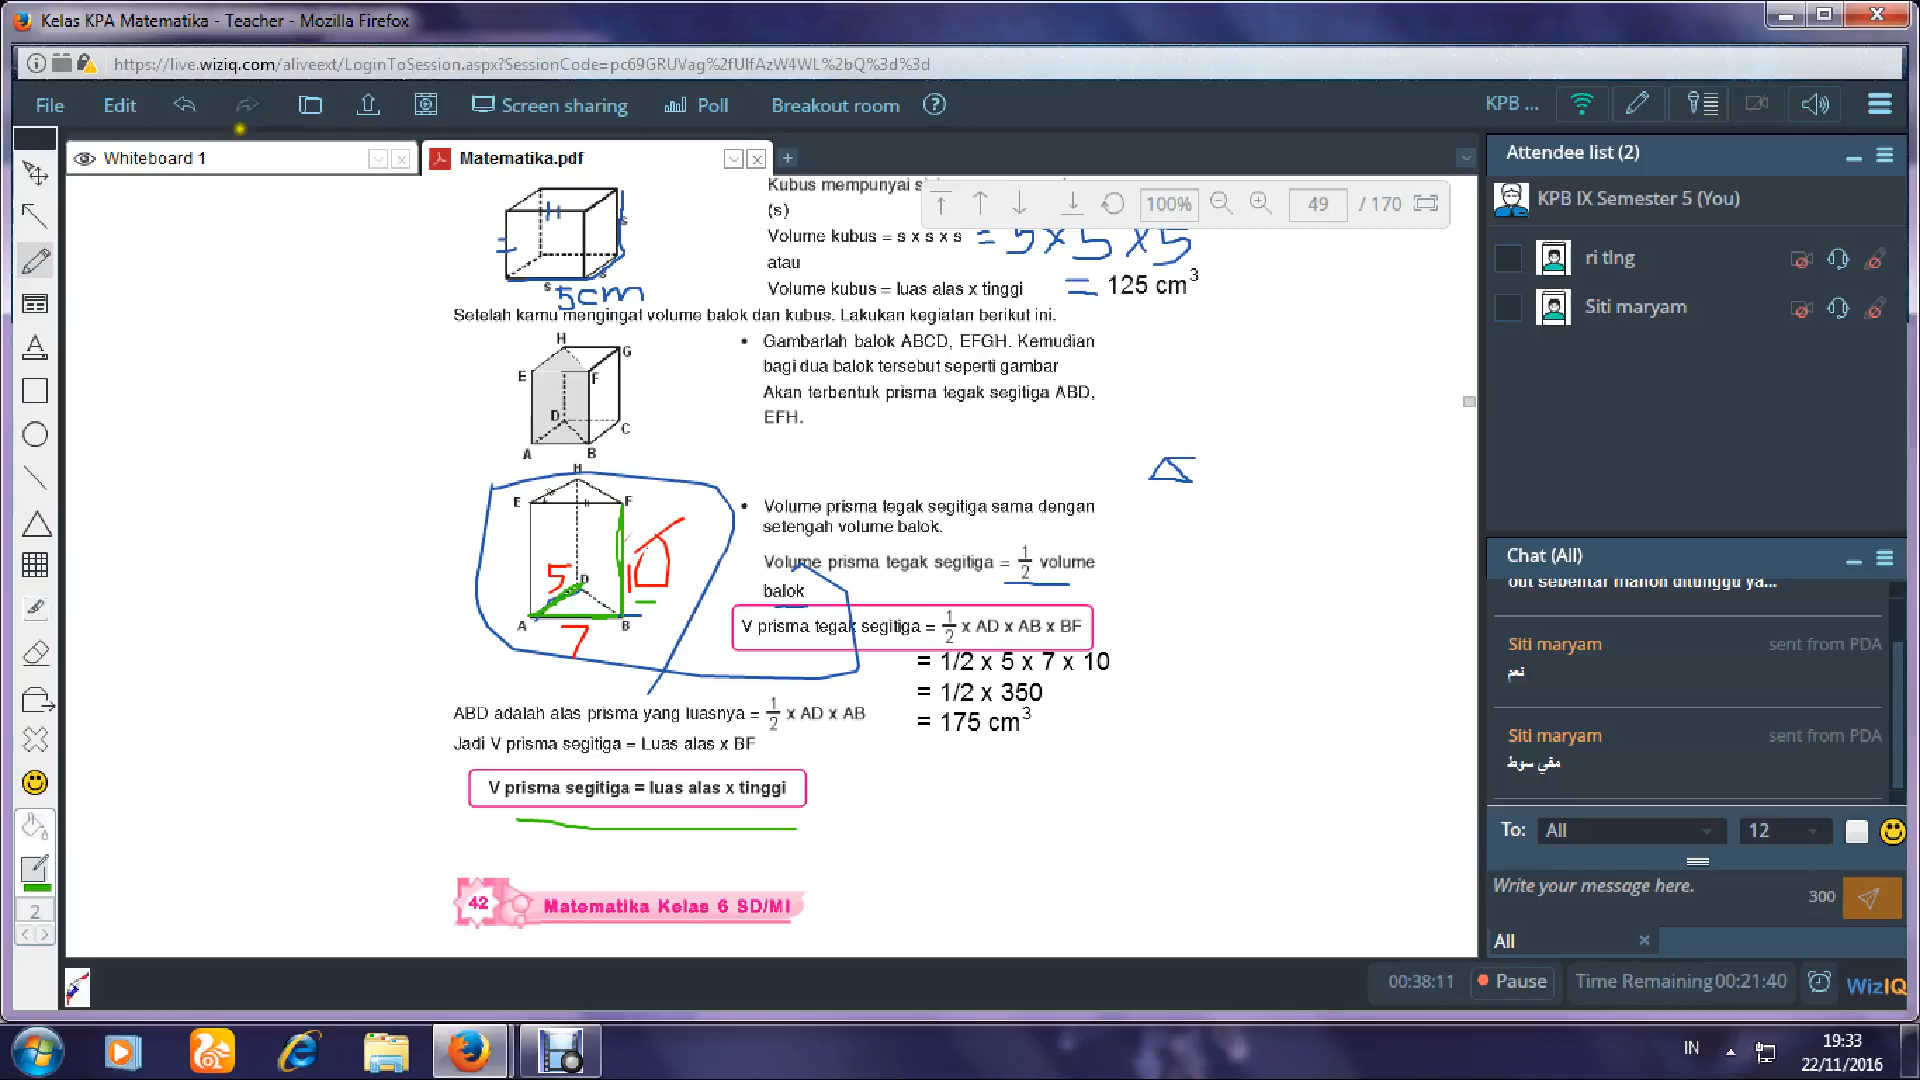 Kelas KPA Matematika - Teacher - Mozilla Firefox
https://live.wiziq.com/aliveext/LoginToSession.aspx?SessionCode=pc69GRUVag%2fUlfAzW4WL%2bQ%3d%3d
File Edit Screen sharing Poll Breakout room ? KPB ...
Whiteboard 1 Matematika.pdf +
100% 49 / 170
Kubus mempunyai
(s)
Volume kubus = s x s x s = 5 x 5 x 5
atau
Volume kubus = luas alas x tinggi = 125 cm³
H
s
s
s
5cm
Setelah kamu mengingat volume balok dan kubus. Lakukan kegiatan berikut ini.
H
G
E
F
D
C
A
B
• Gambarlah balok ABCD, EFGH. Kemudian
bagi dua balok tersebut seperti gambar
Akan terbentuk prisma tegak segitiga ABD,
EFH.
H
E
F
5
D
10
A
B
7
• Volume prisma tegak segitiga sama dengan
setengah volume balok.
Volume prisma tegak segitiga = 1/2 volume
balok
V prisma tegak segitiga = 1/2 x AD x AB x BF
= 1/2 x 5 x 7 x 10
= 1/2 x 350
= 175 cm³
ABD adalah alas prisma yang luasnya = 1/2 x AD x AB
Jadi V prisma segitiga = Luas alas x BF
V prisma segitiga = luas alas x tinggi
42 Matematika Kelas 6 SD/MI
2
Attendee list (2)
KPB IX Semester 5 (You)
ri tlng
Siti maryam
Chat (All)
out sebentar mahon ditunggu ya...
Siti maryam sent from PDA
نعم
Siti maryam sent from PDA
مفي سوط
To: All 12
Write your message here. 300
All
00:38:11 Pause Time Remaining 00:21:40 WizIQ
IN 19:33
22/11/2016